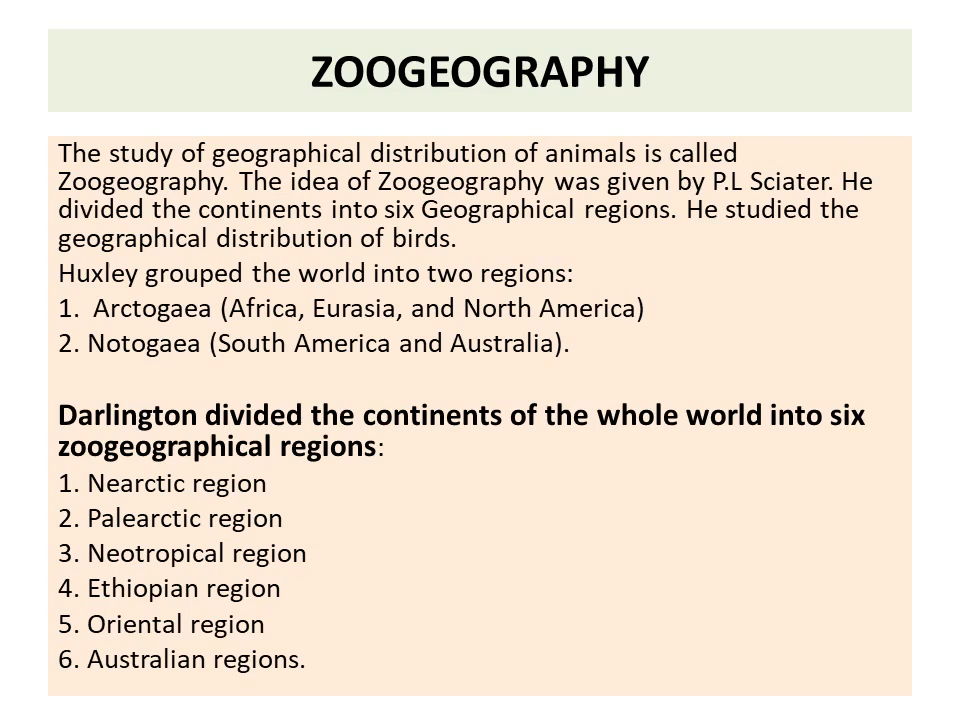 ZOOGEOGRAPHY
The study of geographical distribution of animals is called
Zoogeography. The idea of Zoogeography was given by P.L Sciater. He
divided the continents into six Geographical regions. He studied the
geographical distribution of birds.
Huxley grouped the world into two regions:
1. Arctogaea (Africa, Eurasia, and North America)
2. Notogaea (South America and Australia).
Darlington divided the continents of the whole world into six
zoogeographical regions:
1. Nearctic region
2. Palearctic region
3. Neotropical region
4. Ethiopian region
5. Oriental region
6. Australian regions.